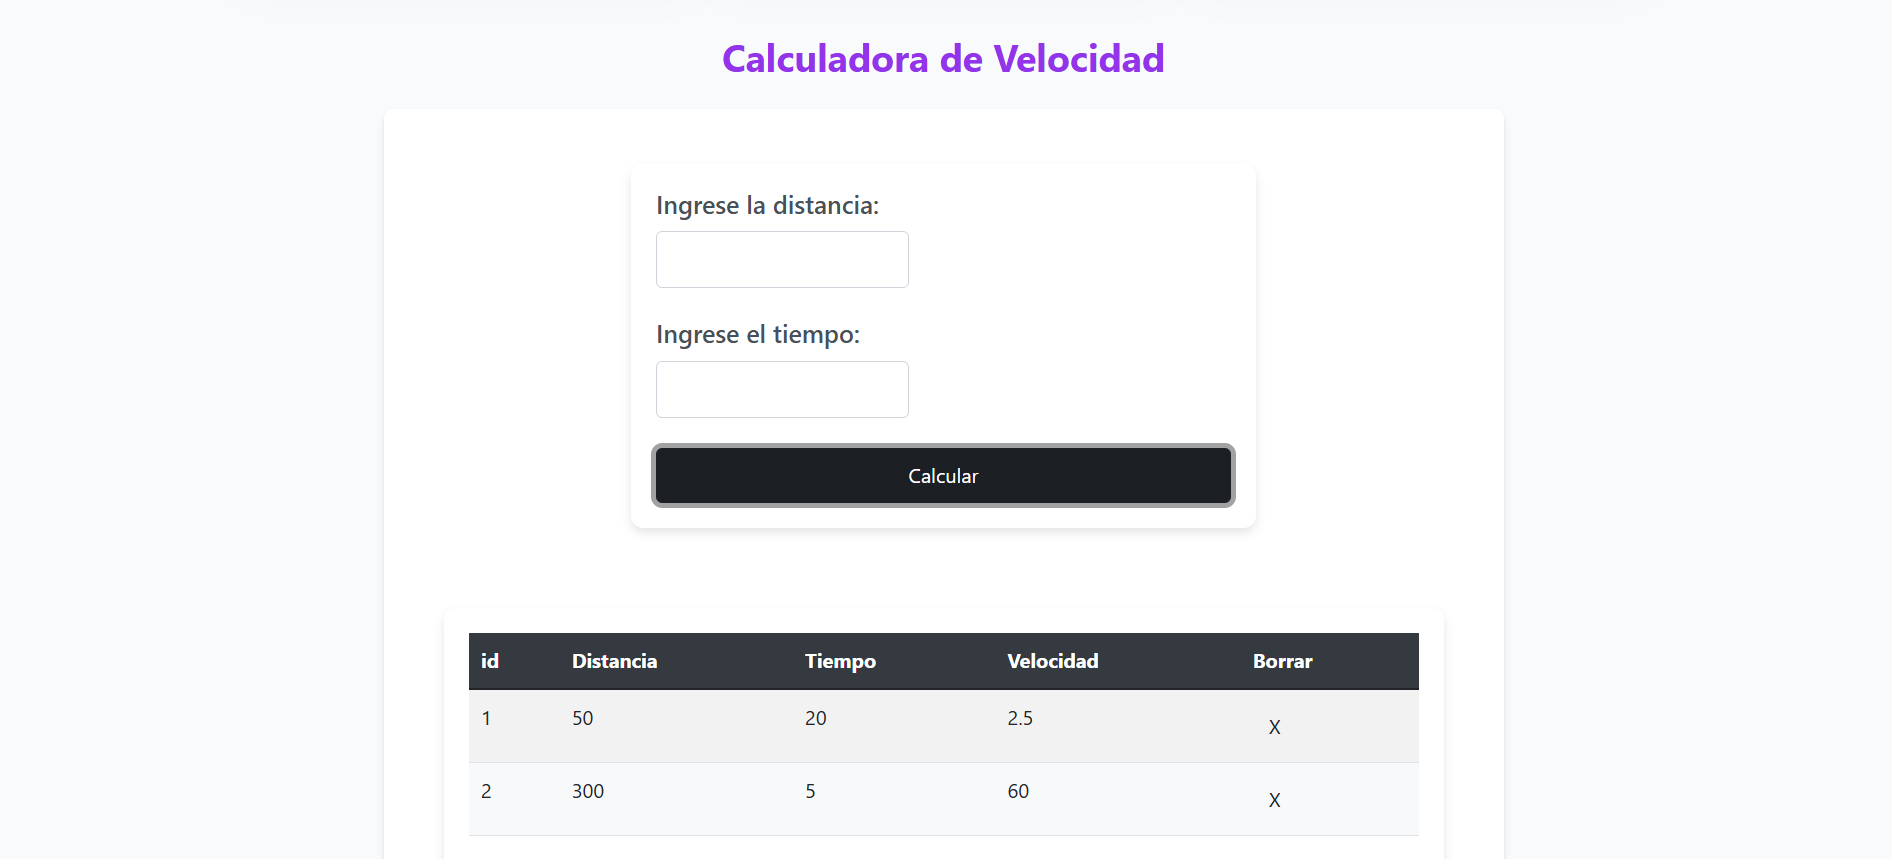 Calculadora de Velocidad
Ingrese la distancia:
Ingrese el tiempo:
Calcular
id Distancia Tiempo Velocidad Borrar
1 50 20 2.5 X
2 300 5 60 X